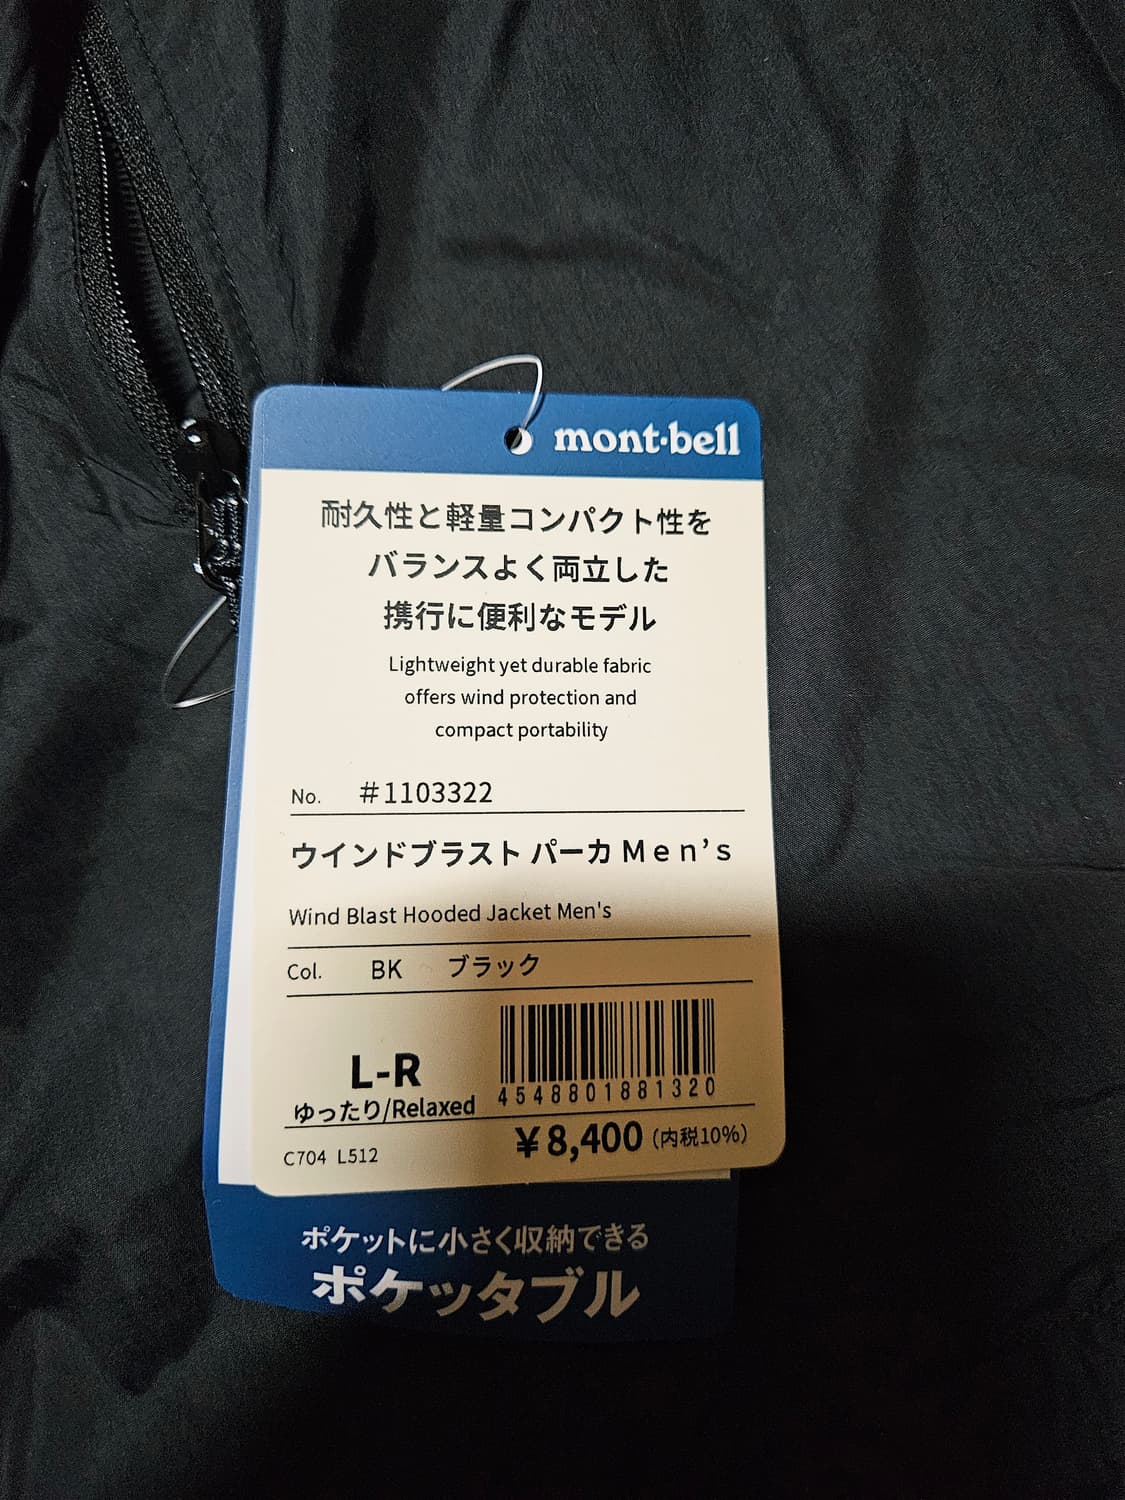 mont-bell
耐久性と軽量コンパクト性を
バランスよく両立した
携行に便利なモデル
Lightweight yet durable fabric
offers wind protection and
compact portability
No. #1103322
ウインドブラスト パーカ Men's
Wind Blast Hooded Jacket Men's
Col. BK ブラック
L-R
ゆったり/Relaxed
4548801881320
¥8,400 (内税10%)
C704 L512
ポケットに小さく収納できる
ポケッタブル